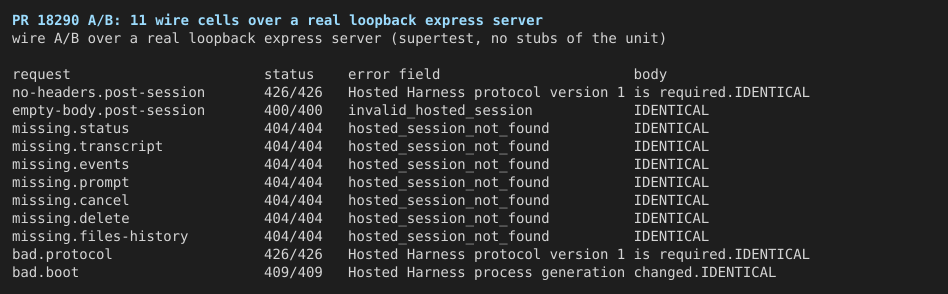 PR 18290 A/B: 11 wire cells over a real loopback express server
wire A/B over a real loopback express server (supertest, no stubs of the unit)
request status error field body
no-headers.post-session 426/426 Hosted Harness protocol version 1 is required.IDENTICAL
empty-body.post-session 400/400 invalid_hosted_session IDENTICAL
missing.status 404/404 hosted_session_not_found IDENTICAL
missing.transcript 404/404 hosted_session_not_found IDENTICAL
missing.events 404/404 hosted_session_not_found IDENTICAL
missing.prompt 404/404 hosted_session_not_found IDENTICAL
missing.cancel 404/404 hosted_session_not_found IDENTICAL
missing.delete 404/404 hosted_session_not_found IDENTICAL
missing.files-history 404/404 hosted_session_not_found IDENTICAL
bad.protocol 426/426 Hosted Harness protocol version 1 is required.IDENTICAL
bad.boot 409/409 Hosted Harness process generation changed.IDENTICAL